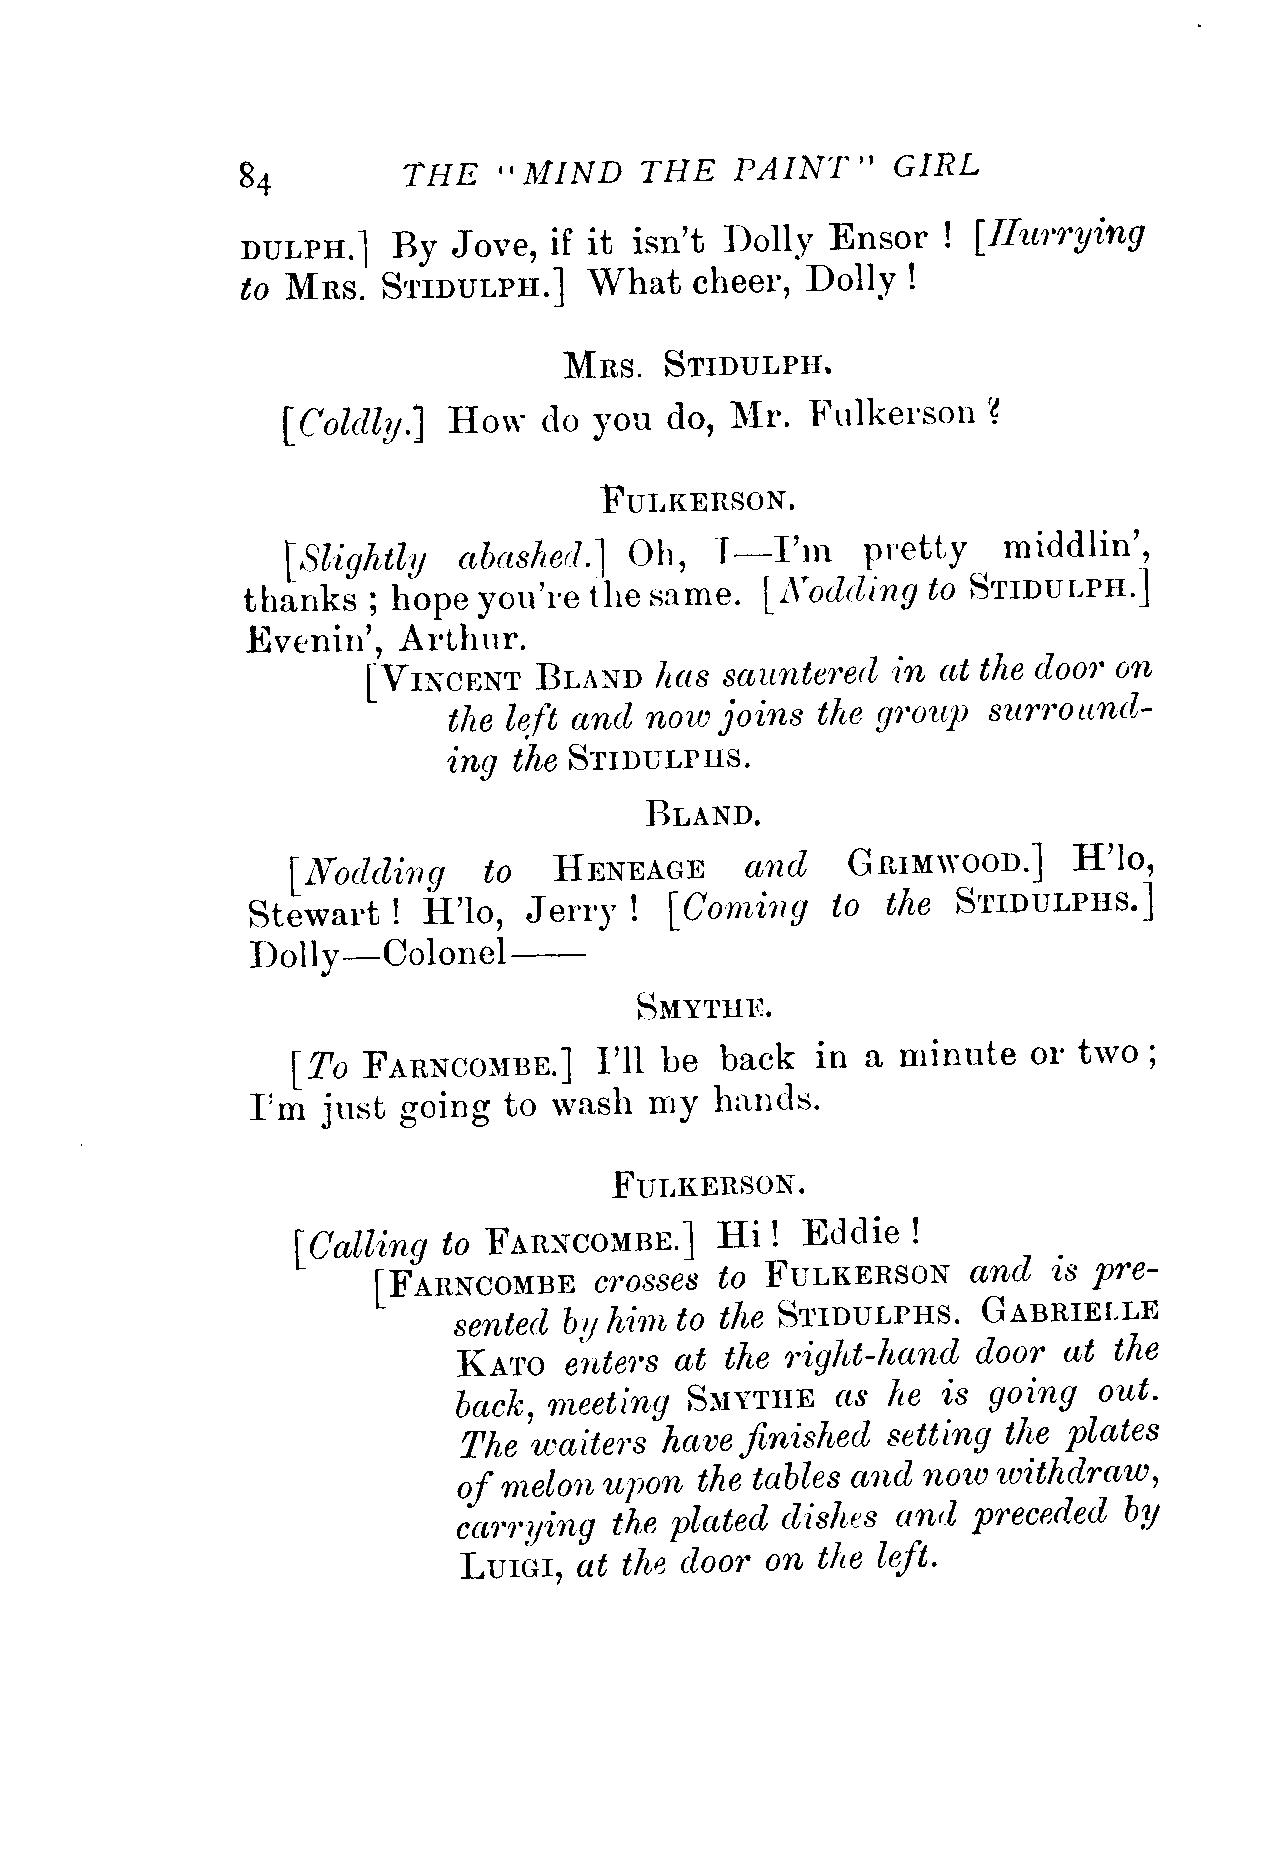 84 THE "MIND THE PAINT" GIRL
DULPH.] By Jove, if it isn't Dolly Ensor ! [Hurrying
to MRS. STIDULPH.] What cheer, Dolly !
MRS. STIDULPH.
[Coldly.] How do you do, Mr. Fulkerson ?
FULKERSON.
[Slightly abashed.] Oh, I—I'm pretty middlin',
thanks ; hope you're the same. [Nodding to STIDULPH.]
Evenin', Arthur.
[VINCENT BLAND has sauntered in at the door on
the left and now joins the group surround-
ing the STIDULPHS.
BLAND.
[Nodding to HENEAGE and GRIMWOOD.] H'lo,
Stewart ! H'lo, Jerry ! [Coming to the STIDULPHS.]
Dolly—Colonel——
SMYTHE.
[To FARNCOMBE.] I'll be back in a minute or two ;
I'm just going to wash my hands.
FULKERSON.
[Calling to FARNCOMBE.] Hi ! Eddie !
[FARNCOMBE crosses to FULKERSON and is pre-
sented by him to the STIDULPHS. GABRIELLE
KATO enters at the right-hand door at the
back, meeting SMYTHE as he is going out.
The waiters have finished setting the plates
of melon upon the tables and now withdraw,
carrying the plated dishes and preceded by
LUIGI, at the door on the left.